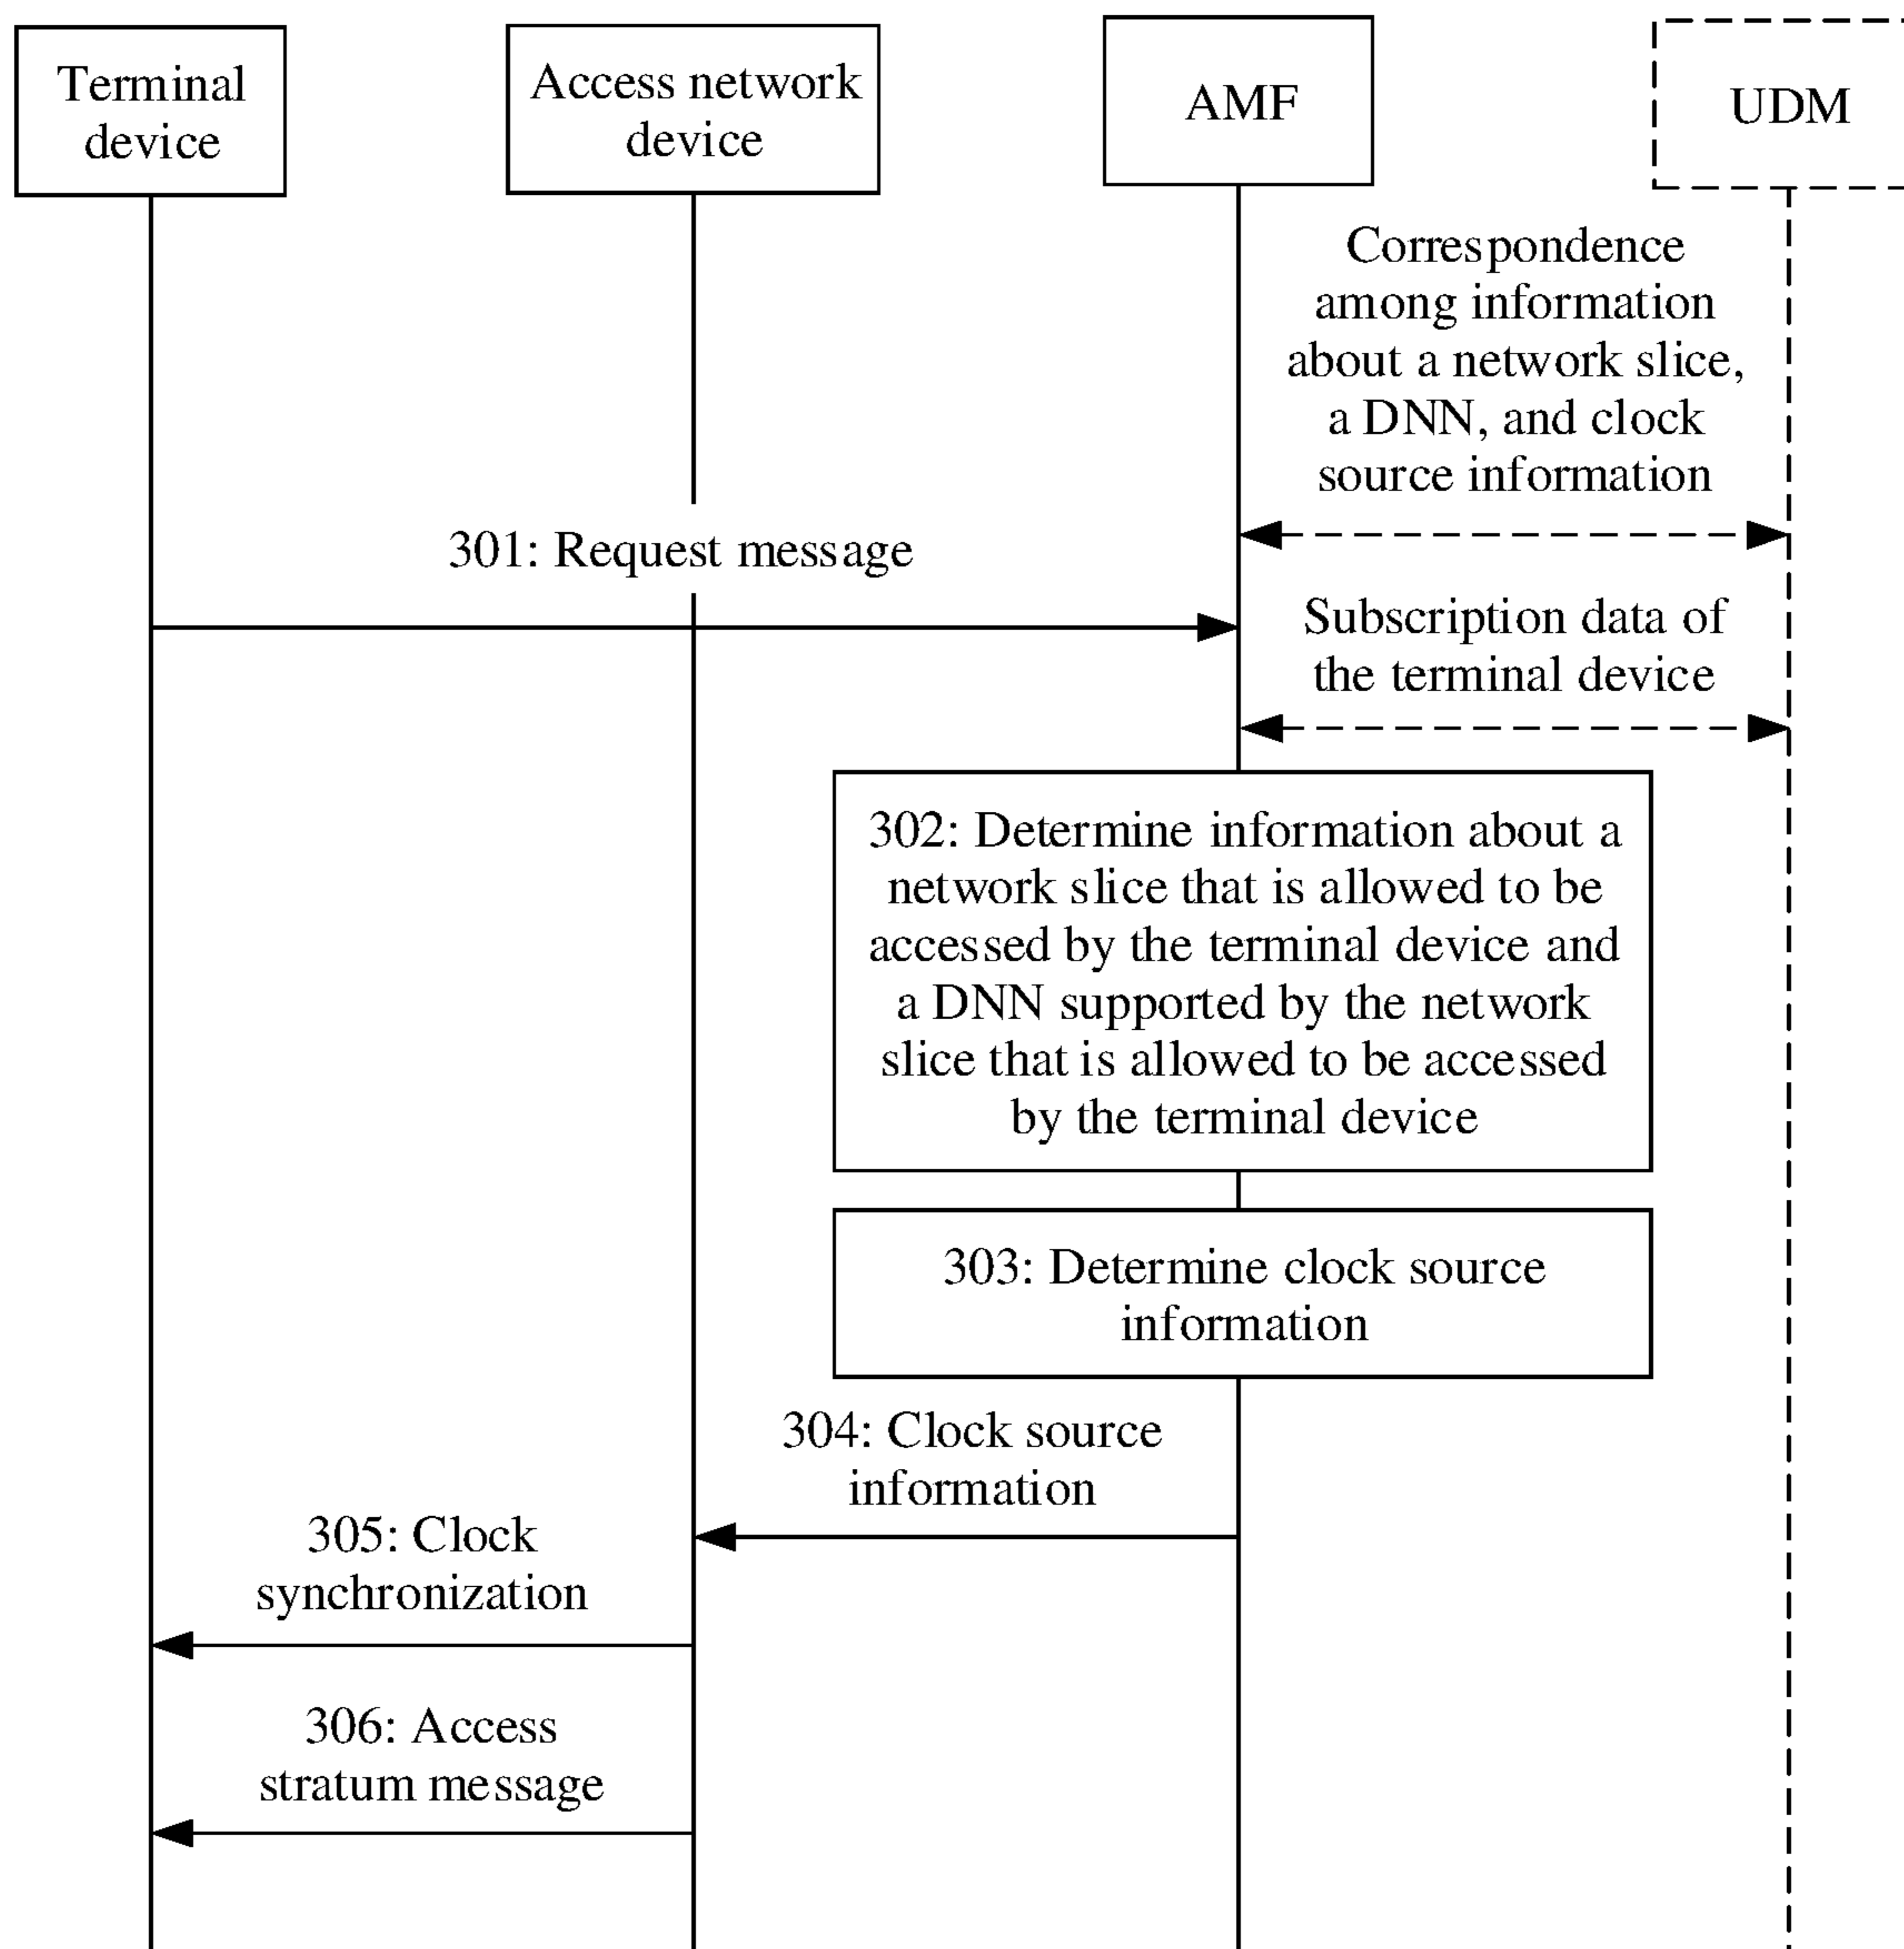 Terminal
device
Access network
device
AMF
UDM
Correspondence
among information
about a network slice,
a DNN, and clock
source information
301: Request message
Subscription data of
the terminal device
302: Determine information about a
network slice that is allowed to be
accessed by the terminal device and
a DNN supported by the network
slice that is allowed to be accessed
by the terminal device
303: Determine clock source
information
304: Clock source
information
305: Clock
synchronization
306: Access
stratum message